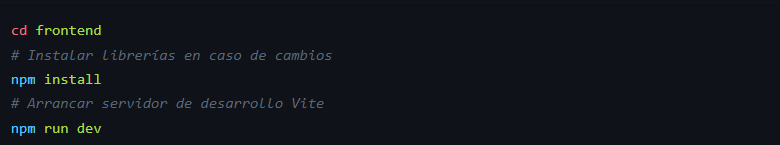 cd frontend
# Instalar librerías en caso de cambios
npm install
# Arrancar servidor de desarrollo Vite
npm run dev